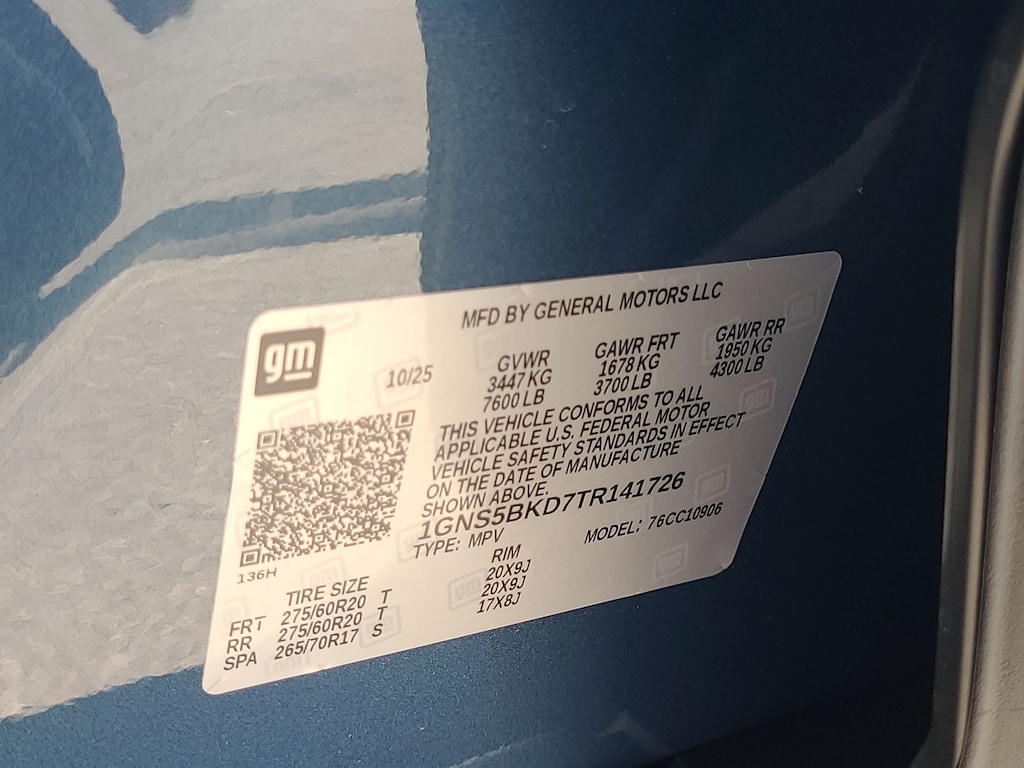 gm
MFD BY GENERAL MOTORS LLC
10/25
GVWR GAWR FRT GAWR RR
3447 KG 1678 KG 1950 KG
7600 LB 3700 LB 4300 LB
THIS VEHICLE CONFORMS TO ALL
APPLICABLE U.S. FEDERAL MOTOR
VEHICLE SAFETY STANDARDS IN EFFECT
ON THE DATE OF MANUFACTURE
SHOWN ABOVE.
1GNS5BKD7TR141726
TYPE: MPV MODEL: 76CC10906
136H
TIRE SIZE RIM
FRT 275/60R20 T 20X9J
RR 275/60R20 T 20X9J
SPA 265/70R17 S 17X8J